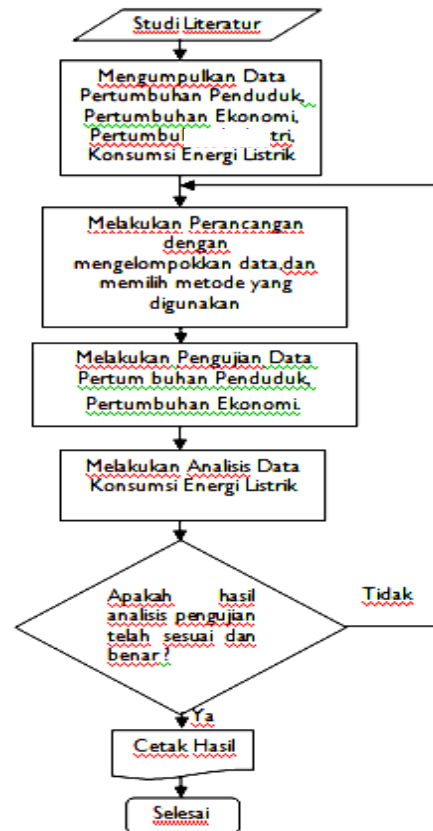 Studi Literatur
Mengumpulkan Data
Pertumbuhan Penduduk,
Pertumbuhan Ekonomi,
Konsumsi Energi Listrik
Melakukan Perancangan
dengan
mengelompokkan data,dan
memilih metode yang
digunakan
Melakukan Pengujian Data
Pertum buhan Penduduk,
Pertumbuhan Ekonomi.
Melakukan Analisis Data
Konsumsi Energi Listrik
Apakah hasil
analisis pengujian
telah sesuai dan
benar?
Tidak
Ya
Cetak Hasil
Selesai